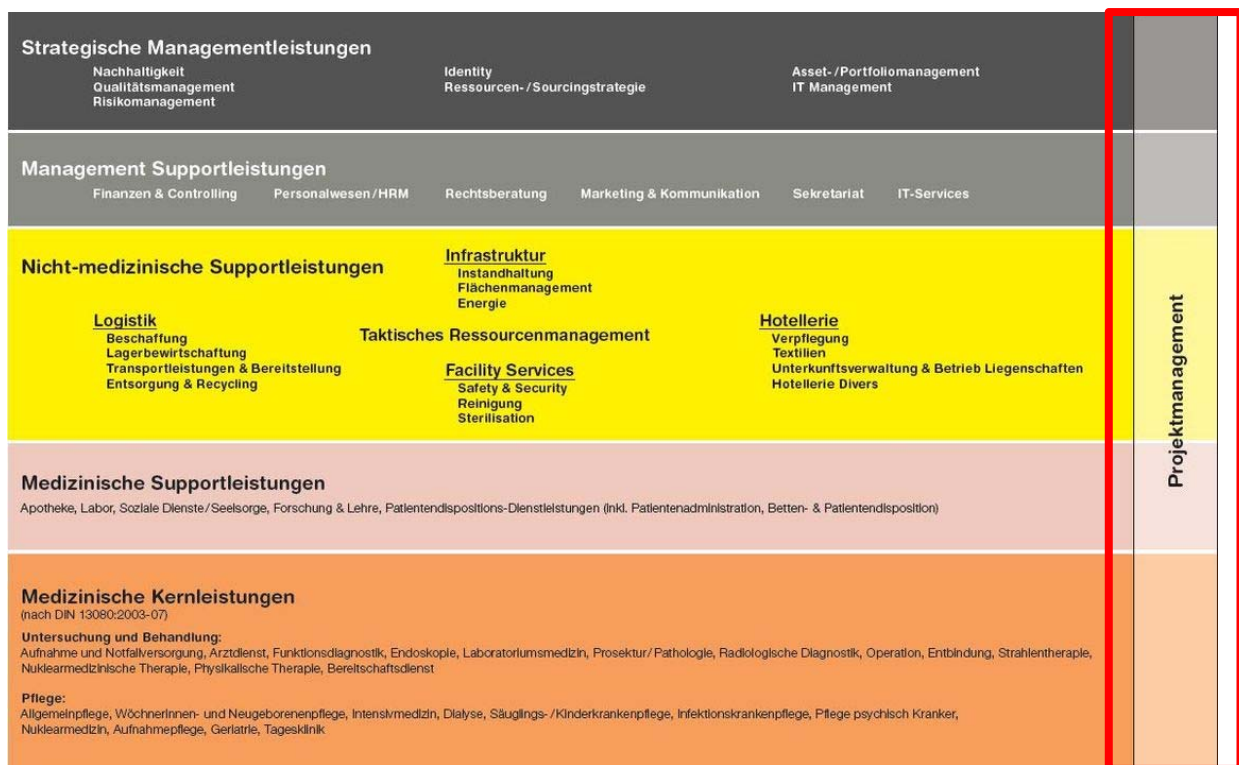 Strategische Managementleistungen
Nachhaltigkeit
Qualitätsmanagement
Risikomanagement
Identity
Ressourcen-/Sourcingstrategie
Asset-/Portfoliomanagement
IT Management
Management Supportleistungen
Finanzen & Controlling Personalwesen/HRM Rechtsberatung Marketing & Kommunikation Sekretariat IT-Services
Nicht-medizinische Supportleistungen
Infrastruktur
Instandhaltung
Flächenmanagement
Energie
Logistik
Beschaffung
Lagerbewirtschaftung
Transportleistungen & Bereitstellung
Entsorgung & Recycling
Taktisches Ressourcenmanagement
Facility Services
Safety & Security
Reinigung
Sterilisation
Hotellerie
Verpflegung
Textilien
Unterkunftsverwaltung & Betrieb Liegenschaften
Hotellerie Divers
Medizinische Supportleistungen
Apotheke, Labor, Soziale Dienste/Seelsorge, Forschung & Lehre, Patientendispositions-Dienstleistungen (inkl. Patientenadministration, Betten- & Patientendisposition)
Medizinische Kernleistungen
(nach DIN 13080:2003-07)
Untersuchung und Behandlung:
Aufnahme und Notfallversorgung, Arztdienst, Funktionsdiagnostik, Endoskopie, Laboratoriumsmedizin, Prosektur/Pathologie, Radiologische Diagnostik, Operation, Entbindung, Strahlentherapie,
Nuklearmedizinische Therapie, Physikalische Therapie, Bereitschaftsdienst
Pflege:
Allgemeinpflege, WöchnerInnen- und Neugeborenenpflege, Intensivmedizin, Dialyse, Säuglings-/Kinderkrankenpflege, Infektionskrankenpflege, Pflege psychisch Kranker,
Nuklearmedizin, Aufnahmepflege, Geriatrie, Tagesklinik
Projektmanagement